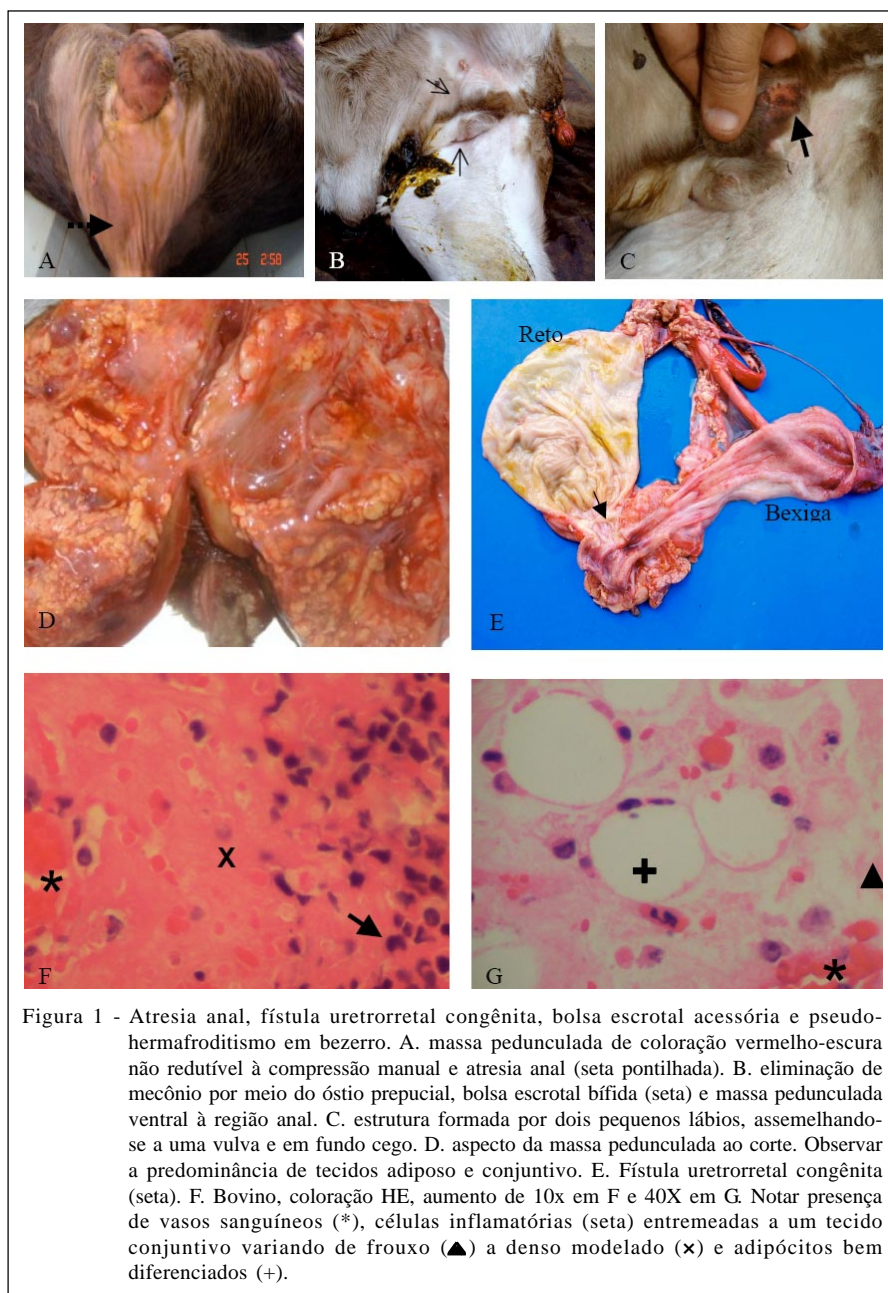 A
25 2:58
B
C
D
Reto
Bexiga
E
x
*
F
+
*
G
Figura 1 - Atresia anal, fístula uretrorretal congênita, bolsa escrotal acessória e pseudo-
hermafroditismo em bezerro. A. massa pedunculada de coloração vermelho-escura
não redutível à compressão manual e atresia anal (seta pontilhada). B. eliminação de
mecônio por meio do óstio prepucial, bolsa escrotal bífida (seta) e massa pedunculada
ventral à região anal. C. estrutura formada por dois pequenos lábios, assemelhando-
se a uma vulva e em fundo cego. D. aspecto da massa pedunculada ao corte. Observar
a predominância de tecidos adiposo e conjuntivo. E. Fístula uretrorretal congênita
(seta). F. Bovino, coloração HE, aumento de 10x em F e 40X em G. Notar presença
de vasos sanguíneos (*), células inflamatórias (seta) entremeadas a um tecido
conjuntivo variando de frouxo (▲) a denso modelado (×) e adipócitos bem
diferenciados (+).